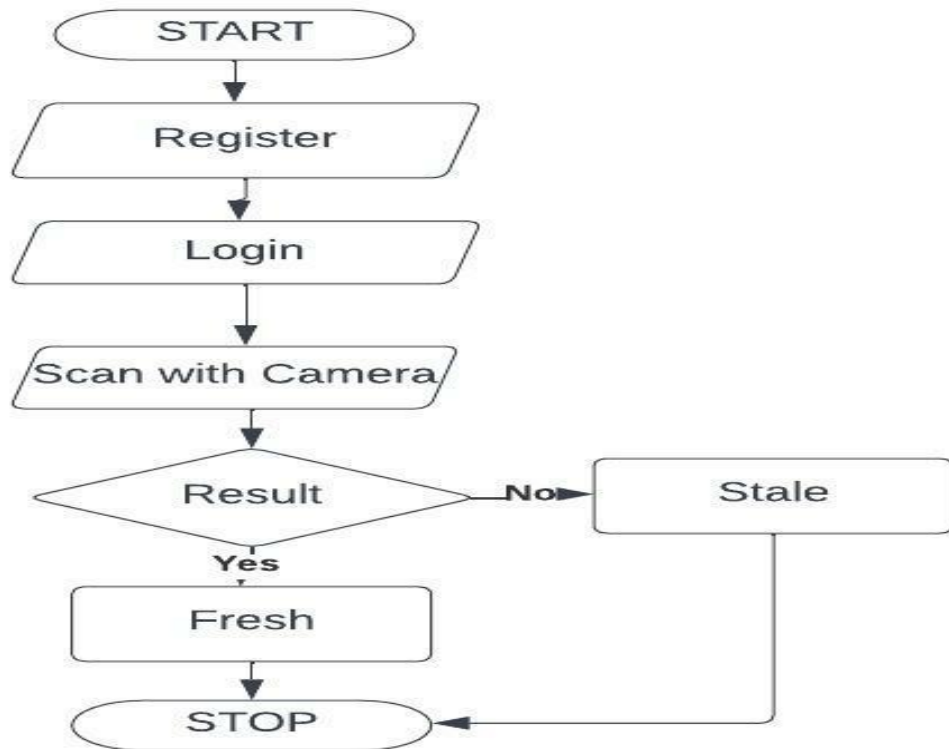 START
Register
Login
Scan with Camera
Result
No
Stale
Yes
Fresh
STOP